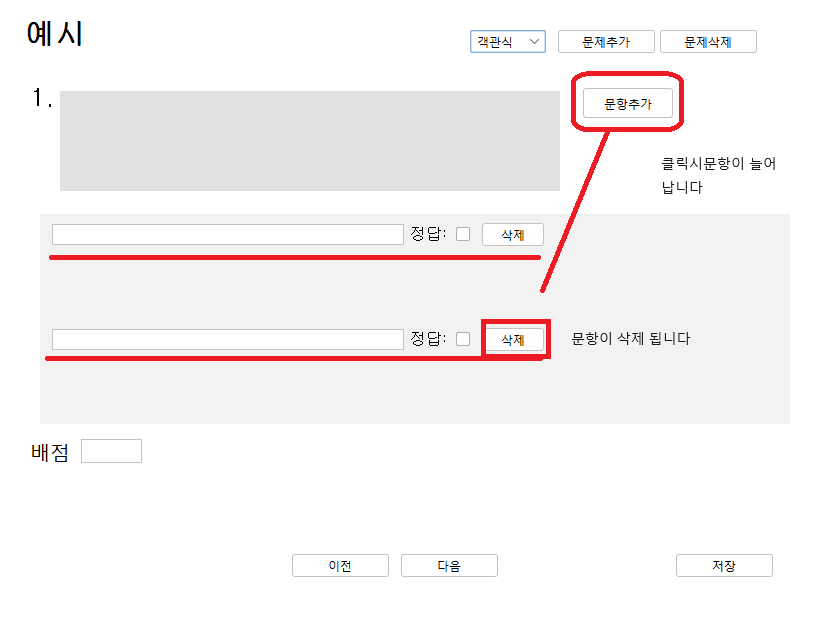 예시
객관식 문제추가 문제삭제
1.
문항추가
클릭시문항이 늘어
납니다
정답: 삭제
정답: 삭제 문항이 삭제 됩니다
배점
이전 다음 저장